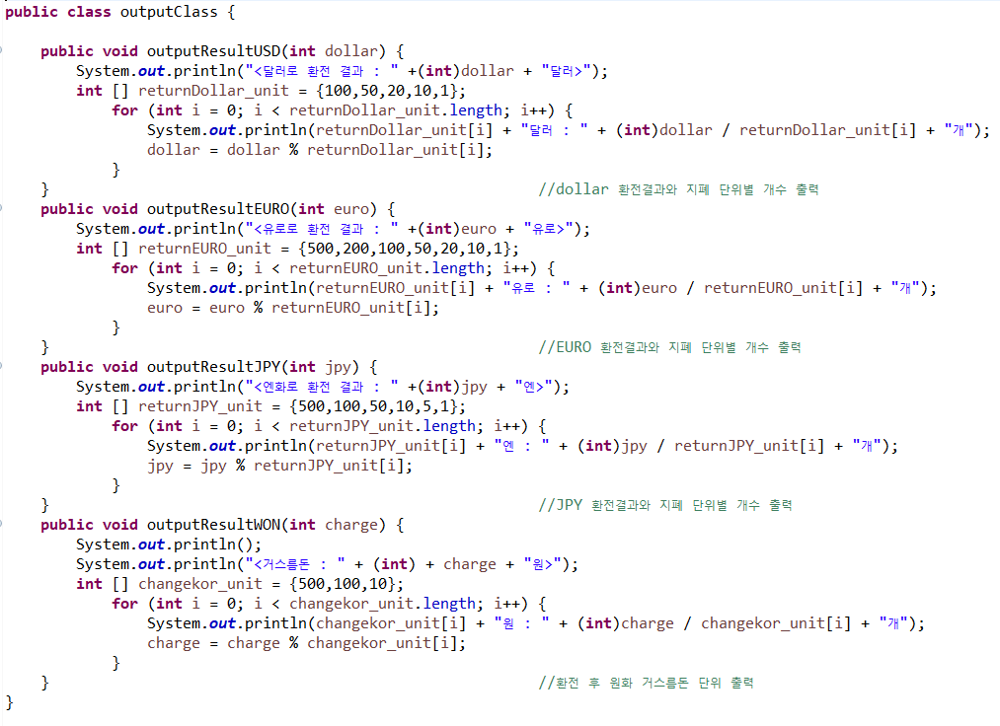 public class outputClass {
public void outputResultUSD(int dollar) {
System.out.println("<달러로 환전 결과 : " +(int)dollar + "달러>");
int [] returnDollar_unit = {100,50,20,10,1};
for (int i = 0; i < returnDollar_unit.length; i++) {
System.out.println(returnDollar_unit[i] + "달러 : " + (int)dollar / returnDollar_unit[i] + "개");
dollar = dollar % returnDollar_unit[i];
}
} //dollar 환전결과와 지폐 단위별 개수 출력
public void outputResultEURO(int euro) {
System.out.println("<유로로 환전 결과 : " +(int)euro + "유로>");
int [] returnEURO_unit = {500,200,100,50,20,10,1};
for (int i = 0; i < returnEURO_unit.length; i++) {
System.out.println(returnEURO_unit[i] + "유로 : " + (int)euro / returnEURO_unit[i] + "개");
euro = euro % returnEURO_unit[i];
}
} //EURO 환전결과와 지폐 단위별 개수 출력
public void outputResultJPY(int jpy) {
System.out.println("<엔화로 환전 결과 : " +(int)jpy + "엔>");
int [] returnJPY_unit = {500,100,50,10,5,1};
for (int i = 0; i < returnJPY_unit.length; i++) {
System.out.println(returnJPY_unit[i] + "엔 : " + (int)jpy / returnJPY_unit[i] + "개");
jpy = jpy % returnJPY_unit[i];
}
} //JPY 환전결과와 지폐 단위별 개수 출력
public void outputResultWON(int charge) {
System.out.println();
System.out.println("<거스름돈 : " + (int) + charge + "원>");
int [] changekor_unit = {500,100,10};
for (int i = 0; i < changekor_unit.length; i++) {
System.out.println(changekor_unit[i] + "원 : " + (int)charge / changekor_unit[i] + "개");
charge = charge % changekor_unit[i];
}
} //환전 후 원화 거스름돈 단위 출력
}